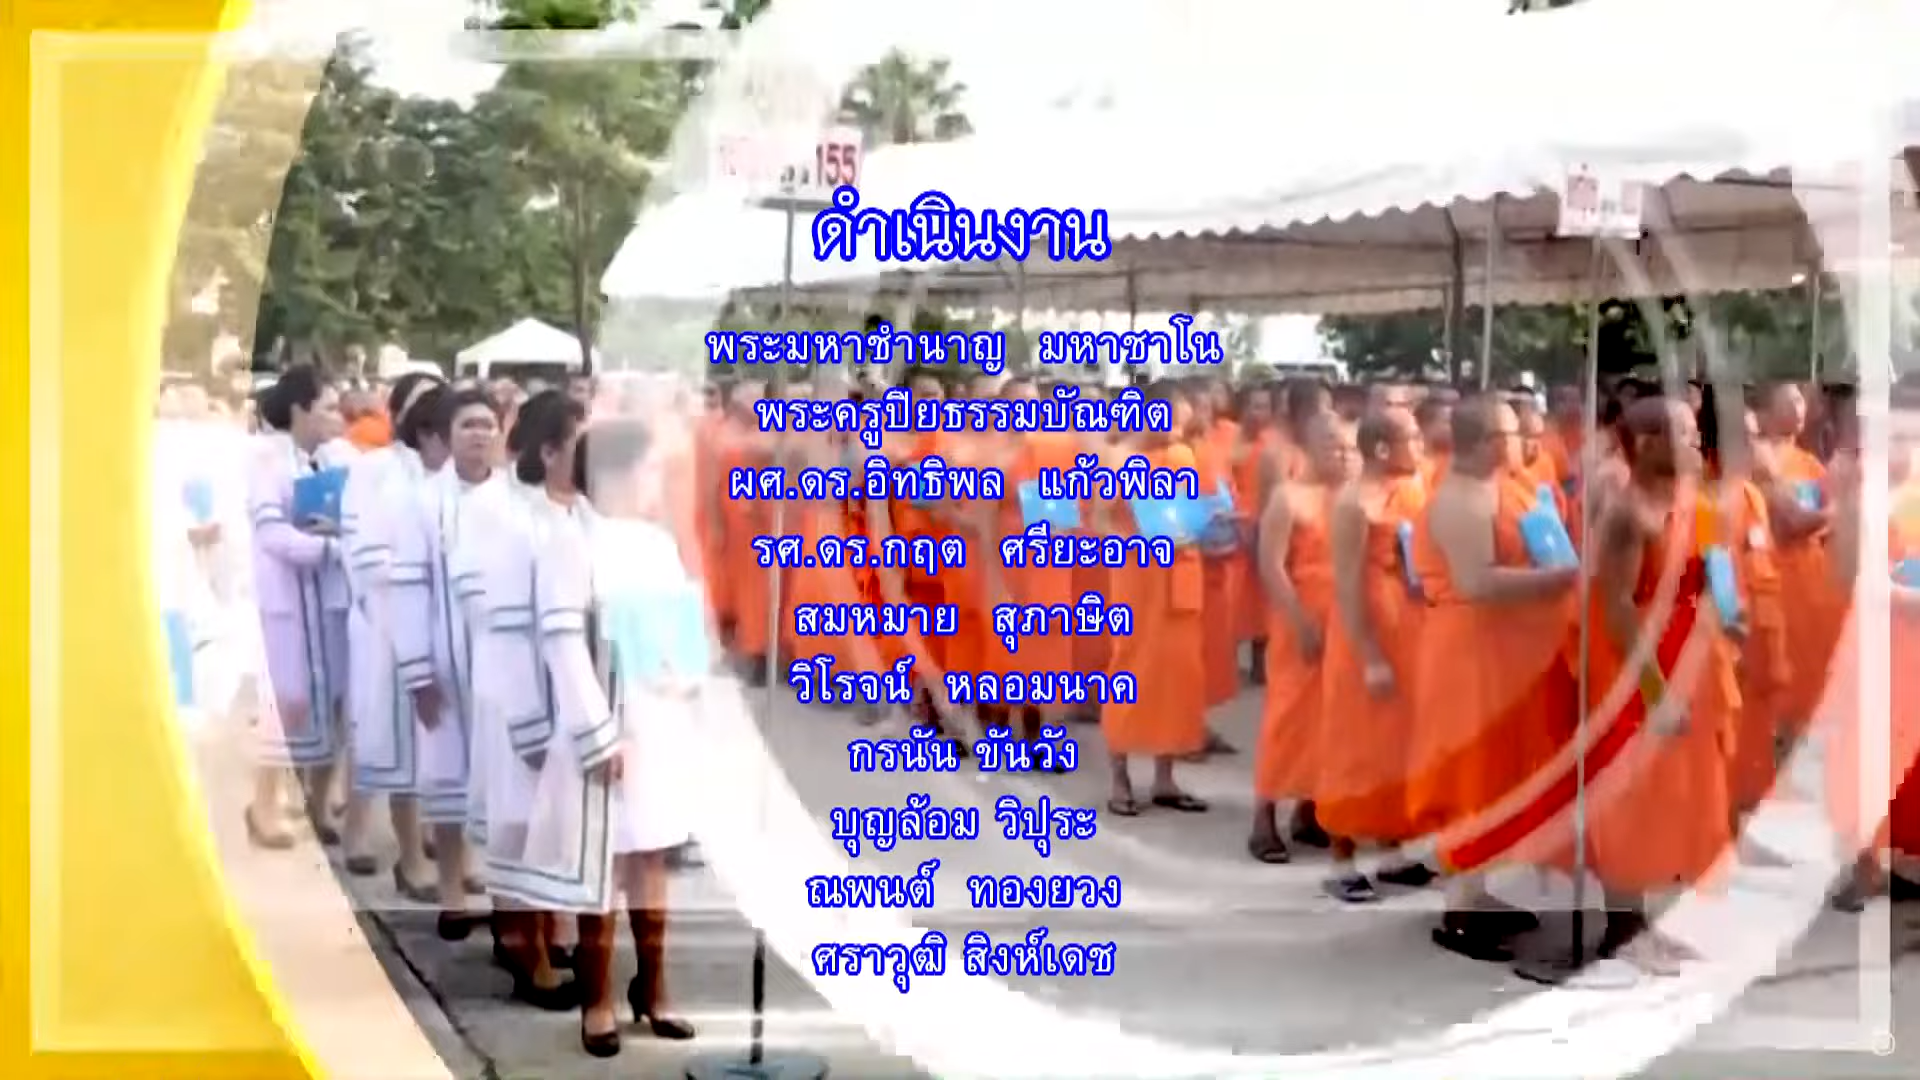 155
ดำเนินงาน
พระมหาชำนาญ มหาชาโน
พระครูปิยธรรมบัณฑิต
ผศ.ดร.อิทธิพล แก้วพิลา
รศ.ดร.กฤต ศรียะอาจ
สมหมาย สุภาษิต
วิโรจน์ หลอมนาค
กรนัน ขันวัง
บุญล้อม วิปุระ
ณพนต์ ทองยวง
ศราวุฒิ สิงห์เดช